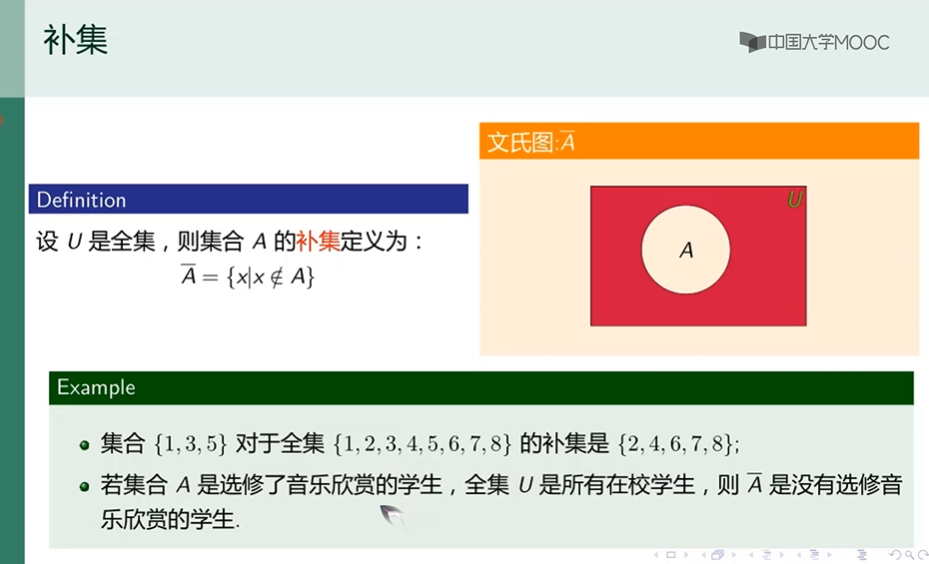 补集
中国大学MOOC
Definition
设 U 是全集，则集合 A 的补集定义为：
A̅ = {x|x ∉ A}
文氏图:A̅
U
A
Example
集合 {1, 3, 5} 对于全集 {1, 2, 3, 4, 5, 6, 7, 8} 的补集是 {2, 4, 6, 7, 8};
若集合 A 是选修了音乐欣赏的学生，全集 U 是所有在校学生，则 A̅ 是没有选修音
乐欣赏的学生.